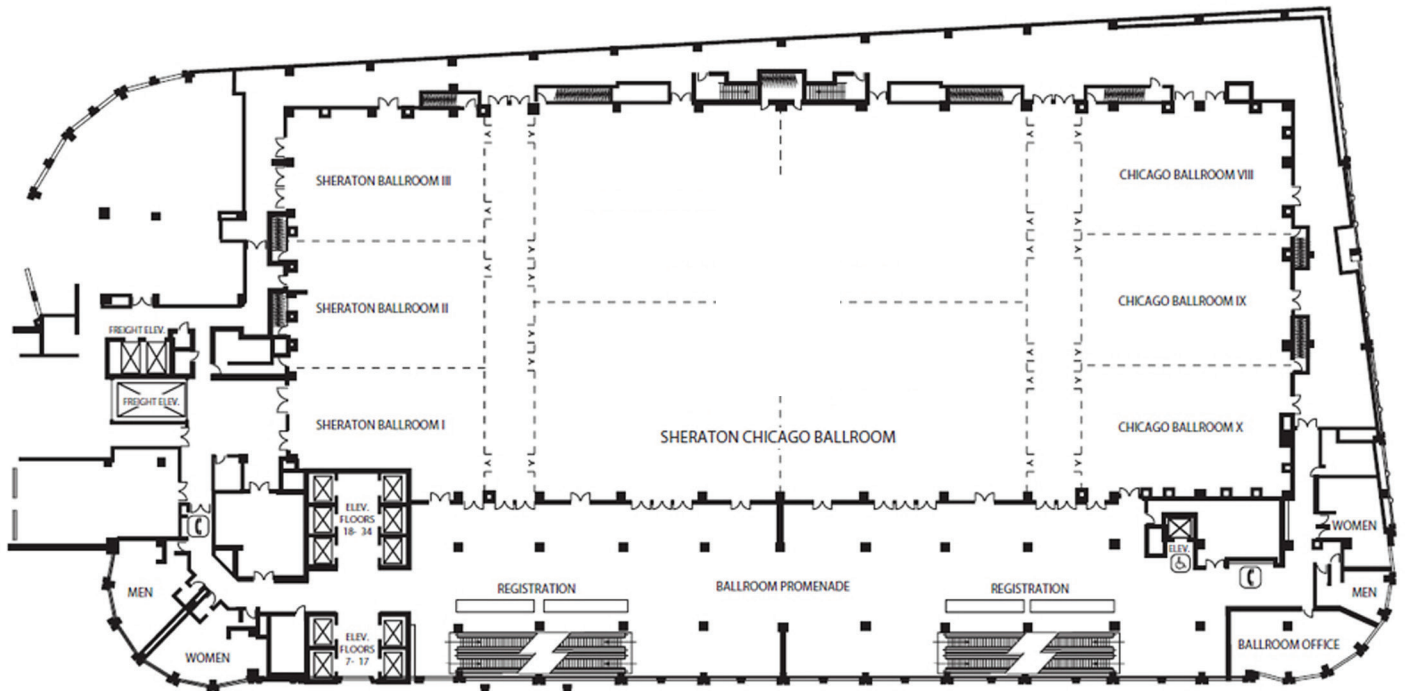 SHERATON BALLROOM III
CHICAGO BALLROOM VIII
SHERATON BALLROOM II
CHICAGO BALLROOM IX
FREIGHT ELEV.
FREIGHT ELEV.
SHERATON BALLROOM I
CHICAGO BALLROOM X
SHERATON CHICAGO BALLROOM
ELEV.
FLOORS
18- 34
WOMEN
ELEV.
MEN
REGISTRATION
BALLROOM PROMENADE
REGISTRATION
MEN
ELEV.
FLOORS
7- 17
WOMEN
BALLROOM OFFICE